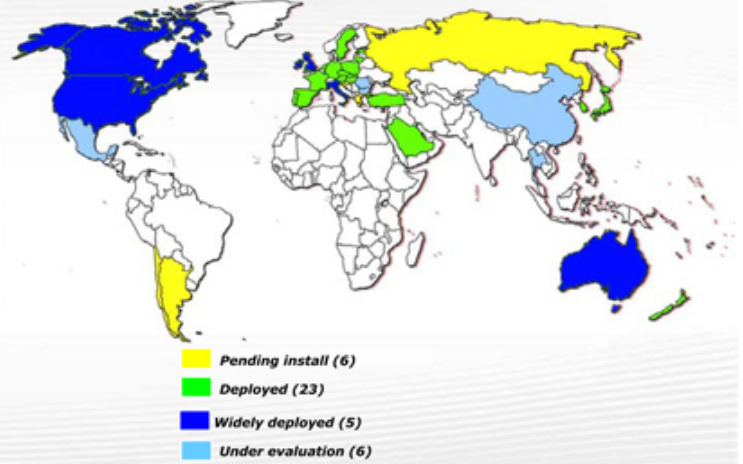 Pending install (6)
Deployed (23)
Widely deployed (5)
Under evaluation (6)